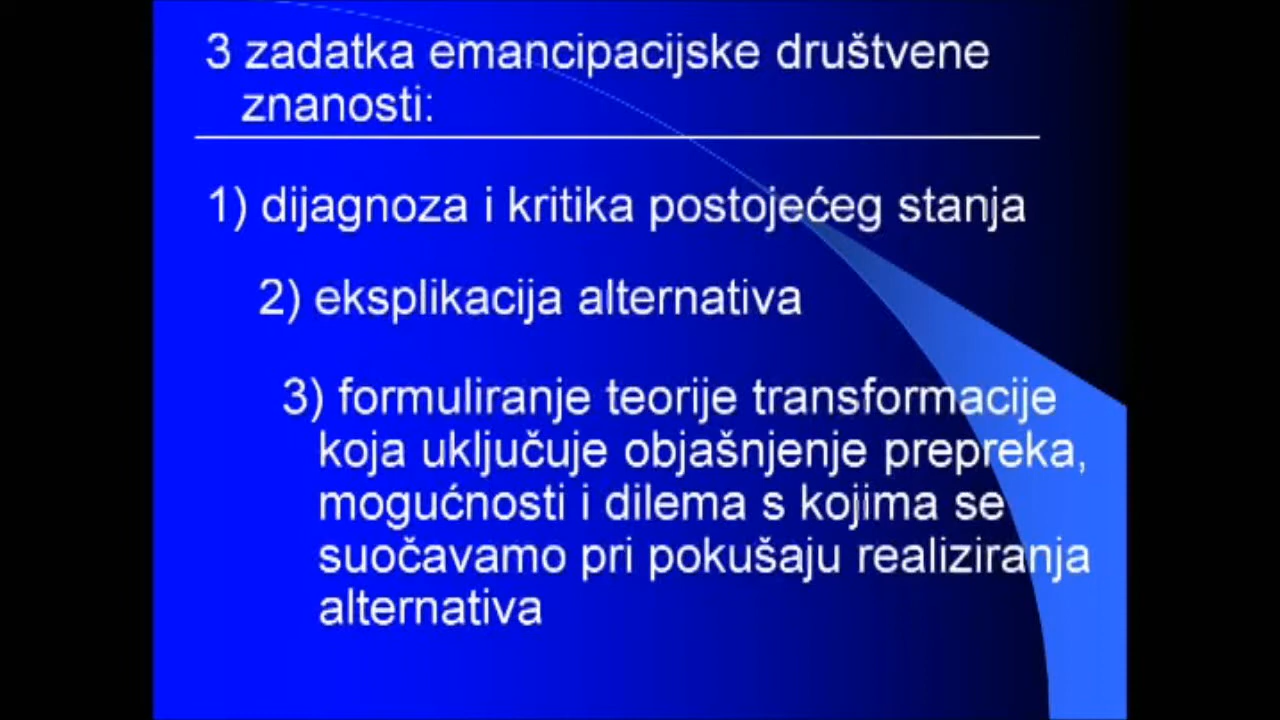 3 zadatka emancipacijske društvene
znanosti:
1) dijagnoza i kritika postojećeg stanja
2) eksplikacija alternativa
3) formuliranje teorije transformacije
koja uključuje objašnjenje prepreka,
mogućnosti i dilema s kojima se
suočavamo pri pokušaju realiziranja
alternativa